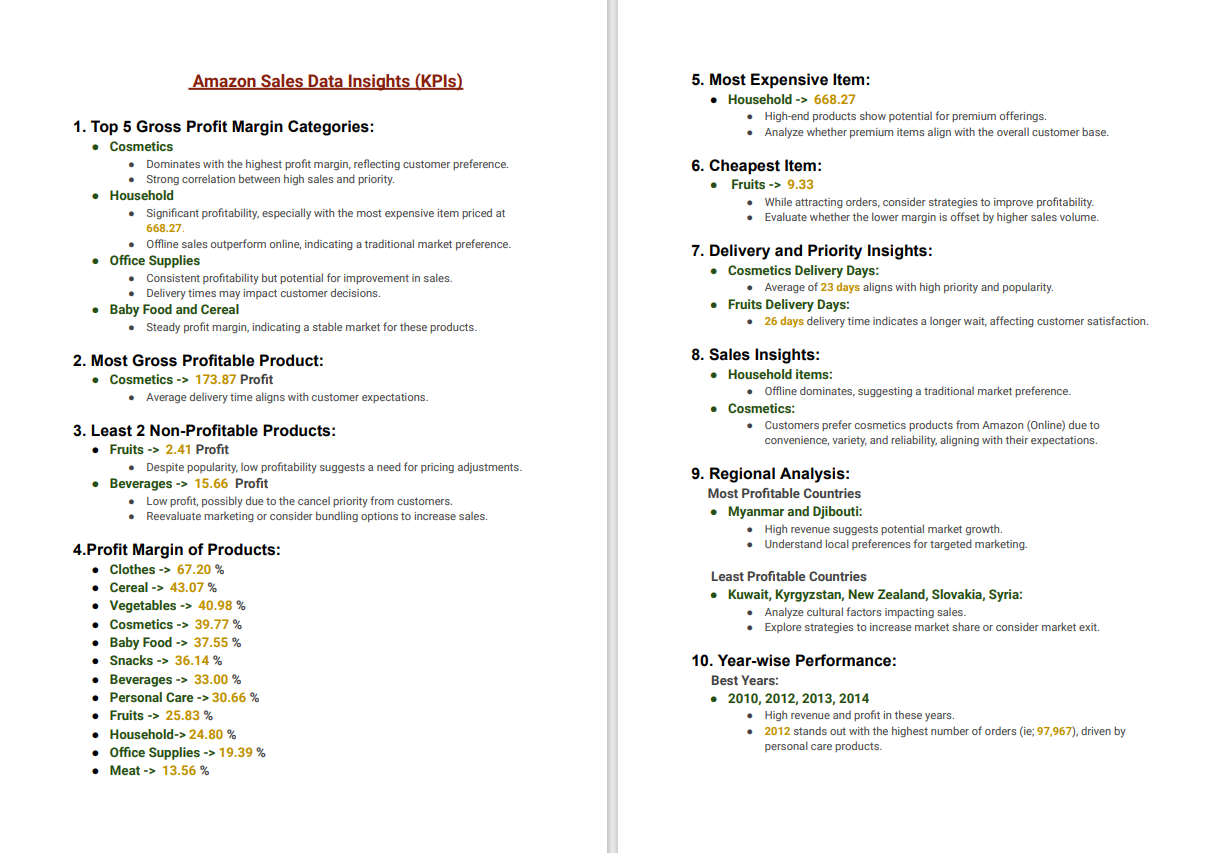 Amazon Sales Data Insights (KPIs)
1. Top 5 Gross Profit Margin Categories:
● Cosmetics
● Dominates with the highest profit margin, reflecting customer preference.
● Strong correlation between high sales and priority.
● Household
● Significant profitability, especially with the most expensive item priced at
668.27.
● Offline sales outperform online, indicating a traditional market preference.
● Office Supplies
● Consistent profitability but potential for improvement in sales.
● Delivery times may impact customer decisions.
● Baby Food and Cereal
● Steady profit margin, indicating a stable market for these products.
2. Most Gross Profitable Product:
● Cosmetics -> 173.87 Profit
● Average delivery time aligns with customer expectations.
3. Least 2 Non-Profitable Products:
● Fruits -> 2.41 Profit
● Despite popularity, low profitability suggests a need for pricing adjustments.
● Beverages -> 15.66 Profit
● Low profit, possibly due to the cancel priority from customers.
● Reevaluate marketing or consider bundling options to increase sales.
4.Profit Margin of Products:
● Clothes -> 67.20 %
● Cereal -> 43.07 %
● Vegetables -> 40.98 %
● Cosmetics -> 39.77 %
● Baby Food -> 37.55 %
● Snacks -> 36.14 %
● Beverages -> 33.00 %
● Personal Care -> 30.66 %
● Fruits -> 25.83 %
● Household-> 24.80 %
● Office Supplies -> 19.39 %
● Meat -> 13.56 %
5. Most Expensive Item:
● Household -> 668.27
● High-end products show potential for premium offerings.
● Analyze whether premium items align with the overall customer base.
6. Cheapest Item:
● Fruits -> 9.33
● While attracting orders, consider strategies to improve profitability.
● Evaluate whether the lower margin is offset by higher sales volume.
7. Delivery and Priority Insights:
● Cosmetics Delivery Days:
● Average of 23 days aligns with high priority and popularity.
● Fruits Delivery Days:
● 26 days delivery time indicates a longer wait, affecting customer satisfaction.
8. Sales Insights:
● Household items:
● Offline dominates, suggesting a traditional market preference.
● Cosmetics:
● Customers prefer cosmetics products from Amazon (Online) due to
convenience, variety, and reliability, aligning with their expectations.
9. Regional Analysis:
Most Profitable Countries
● Myanmar and Djibouti:
● High revenue suggests potential market growth.
● Understand local preferences for targeted marketing.
Least Profitable Countries
● Kuwait, Kyrgyzstan, New Zealand, Slovakia, Syria:
● Analyze cultural factors impacting sales.
● Explore strategies to increase market share or consider market exit.
10. Year-wise Performance:
Best Years:
● 2010, 2012, 2013, 2014
● High revenue and profit in these years.
● 2012 stands out with the highest number of orders (ie; 97,967), driven by
personal care products.